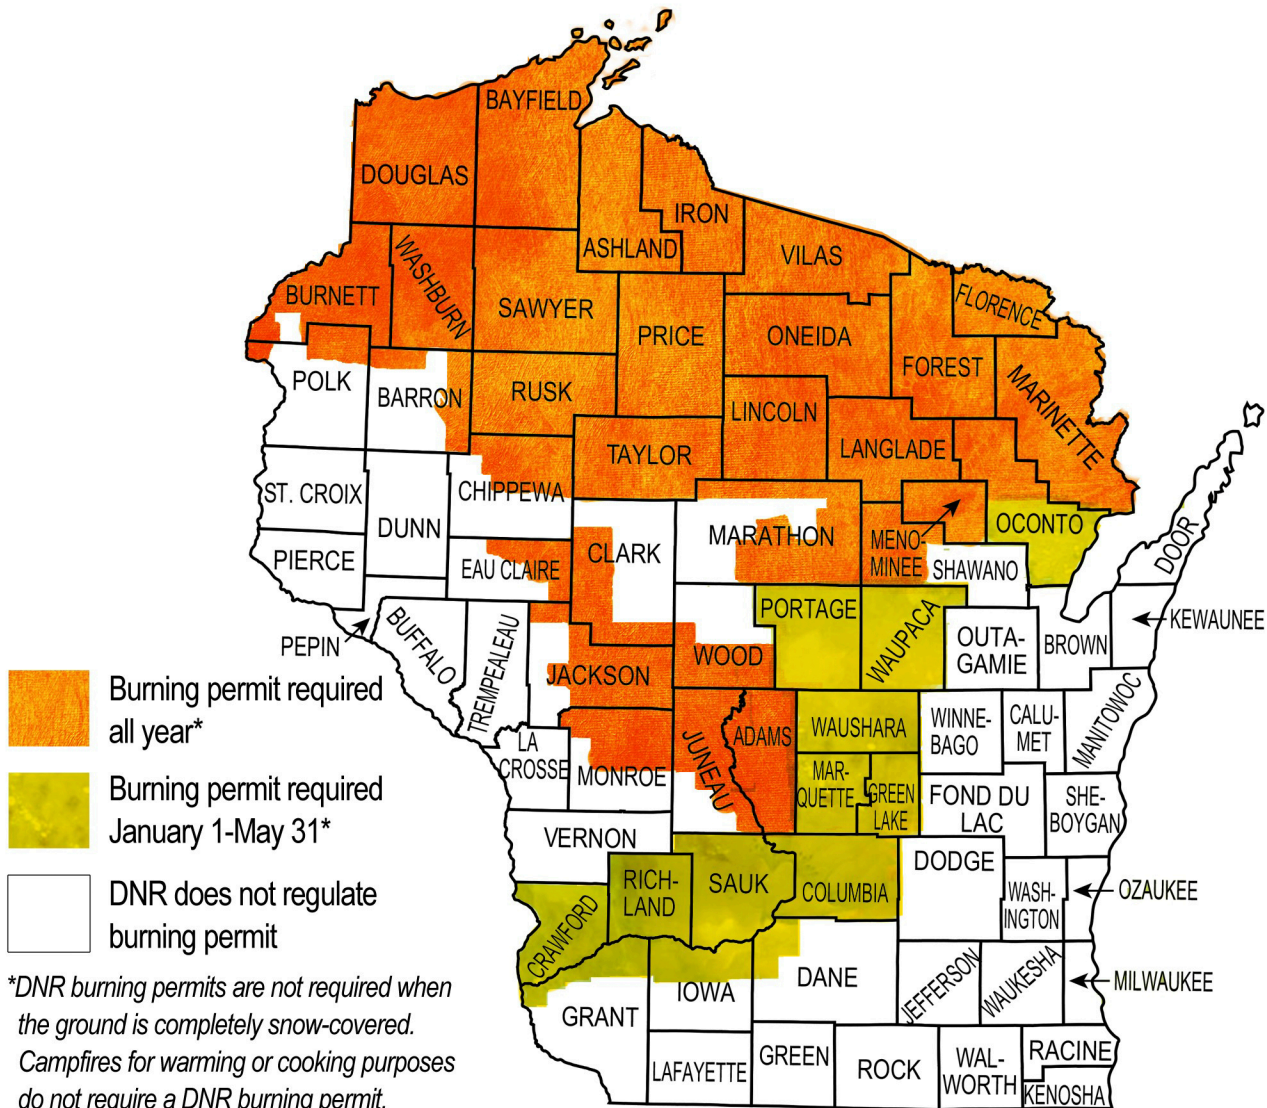 BAYFIELD
DOUGLAS
IRON
ASHLAND
VILAS
WASHBURN
BURNETT
SAWYER
FLORENCE
PRICE
ONEIDA
FOREST
POLK
BARRON
RUSK
LINCOLN
MARINETTE
TAYLOR
LANGLADE
ST. CROIX
CHIPPEWA
DUNN
MARATHON
OCONTO
MENO-
MINEE
CLARK
DOOR
PIERCE
EAU CLAIRE
SHAWANO
PORTAGE
WAUPACA
KEWAUNEE
PEPIN
BUFFALO
TREMPEALEAU
OUTA-
GAMIE
BROWN
WOOD
JACKSON
Burning permit required
all year*
ADAMS
JUNEAU
WAUSHARA
WINNE-
BAGO
CALU-
MET
MANITOWOC
LA
CROSSE
MONROE
MAR-
QUETTE
GREEN
LAKE
FOND DU
LAC
SHE-
BOYGAN
Burning permit required
January 1-May 31*
VERNON
DODGE
RICH-
LAND
SAUK
COLUMBIA
WASH-
INGTON
OZAUKEE
DNR does not regulate
burning permit
CRAWFORD
DANE
JEFFERSON
WAUKESHA
MILWAUKEE
IOWA
GRANT
*DNR burning permits are not required when
the ground is completely snow-covered.
Campfires for warming or cooking purposes
do not require a DNR burning permit.
LAFAYETTE
GREEN
ROCK
WAL-
WORTH
RACINE
KENOSHA